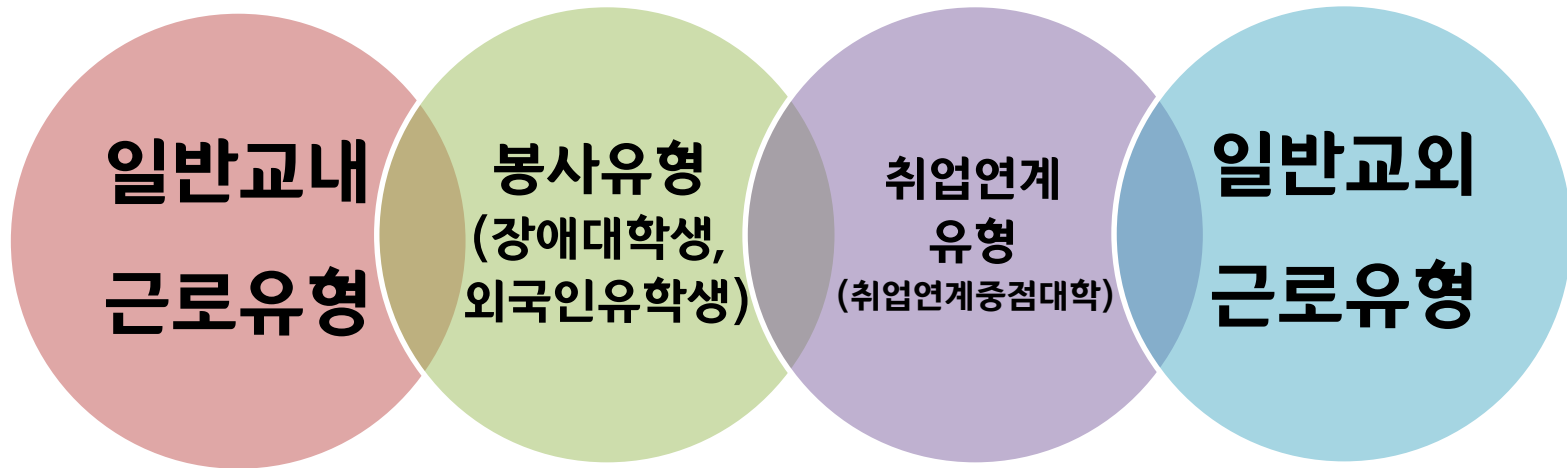 일반교내
근로유형
봉사유형
(장애대학생,
외국인유학생)
취업연계
유형
(취업연계중점대학)
일반교외
근로유형